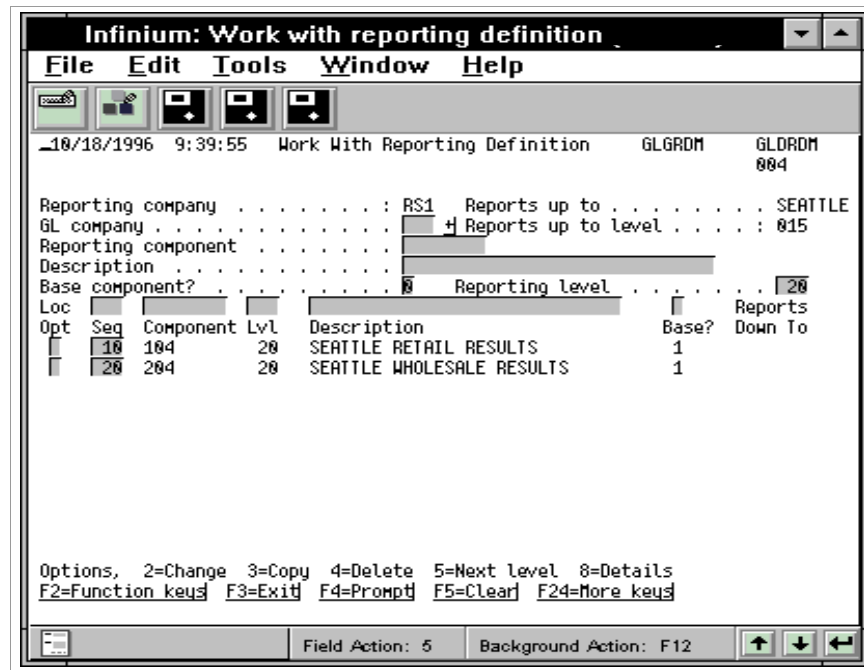 Infinium: Work with reporting definition
File Edit Tools Window Help
10/18/1996 9:39:55 Work With Reporting Definition GLGRDM GLDRDM
004
Reporting company . . . . . . . . : RS1 Reports up to . . . . . . . . SEATTLE
GL company . . . . . . . . . . . . + Reports up to level . . . . : 015
Reporting component . . . . . . .
Description . . . . . . . . . . .
Base component? . . . . . . . . . 0 Reporting level . . . . . . . 20
Loc Reports
Opt Seq Component Lvl Description Base? Down To
10 104 20 SEATTLE RETAIL RESULTS 1
20 204 20 SEATTLE WHOLESALE RESULTS 1
Options, 2=Change 3=Copy 4=Delete 5=Next level 8=Details
F2=Function keys F3=Exit F4=Prompt F5=Clear F24=More keys
Field Action: 5 Background Action: F12